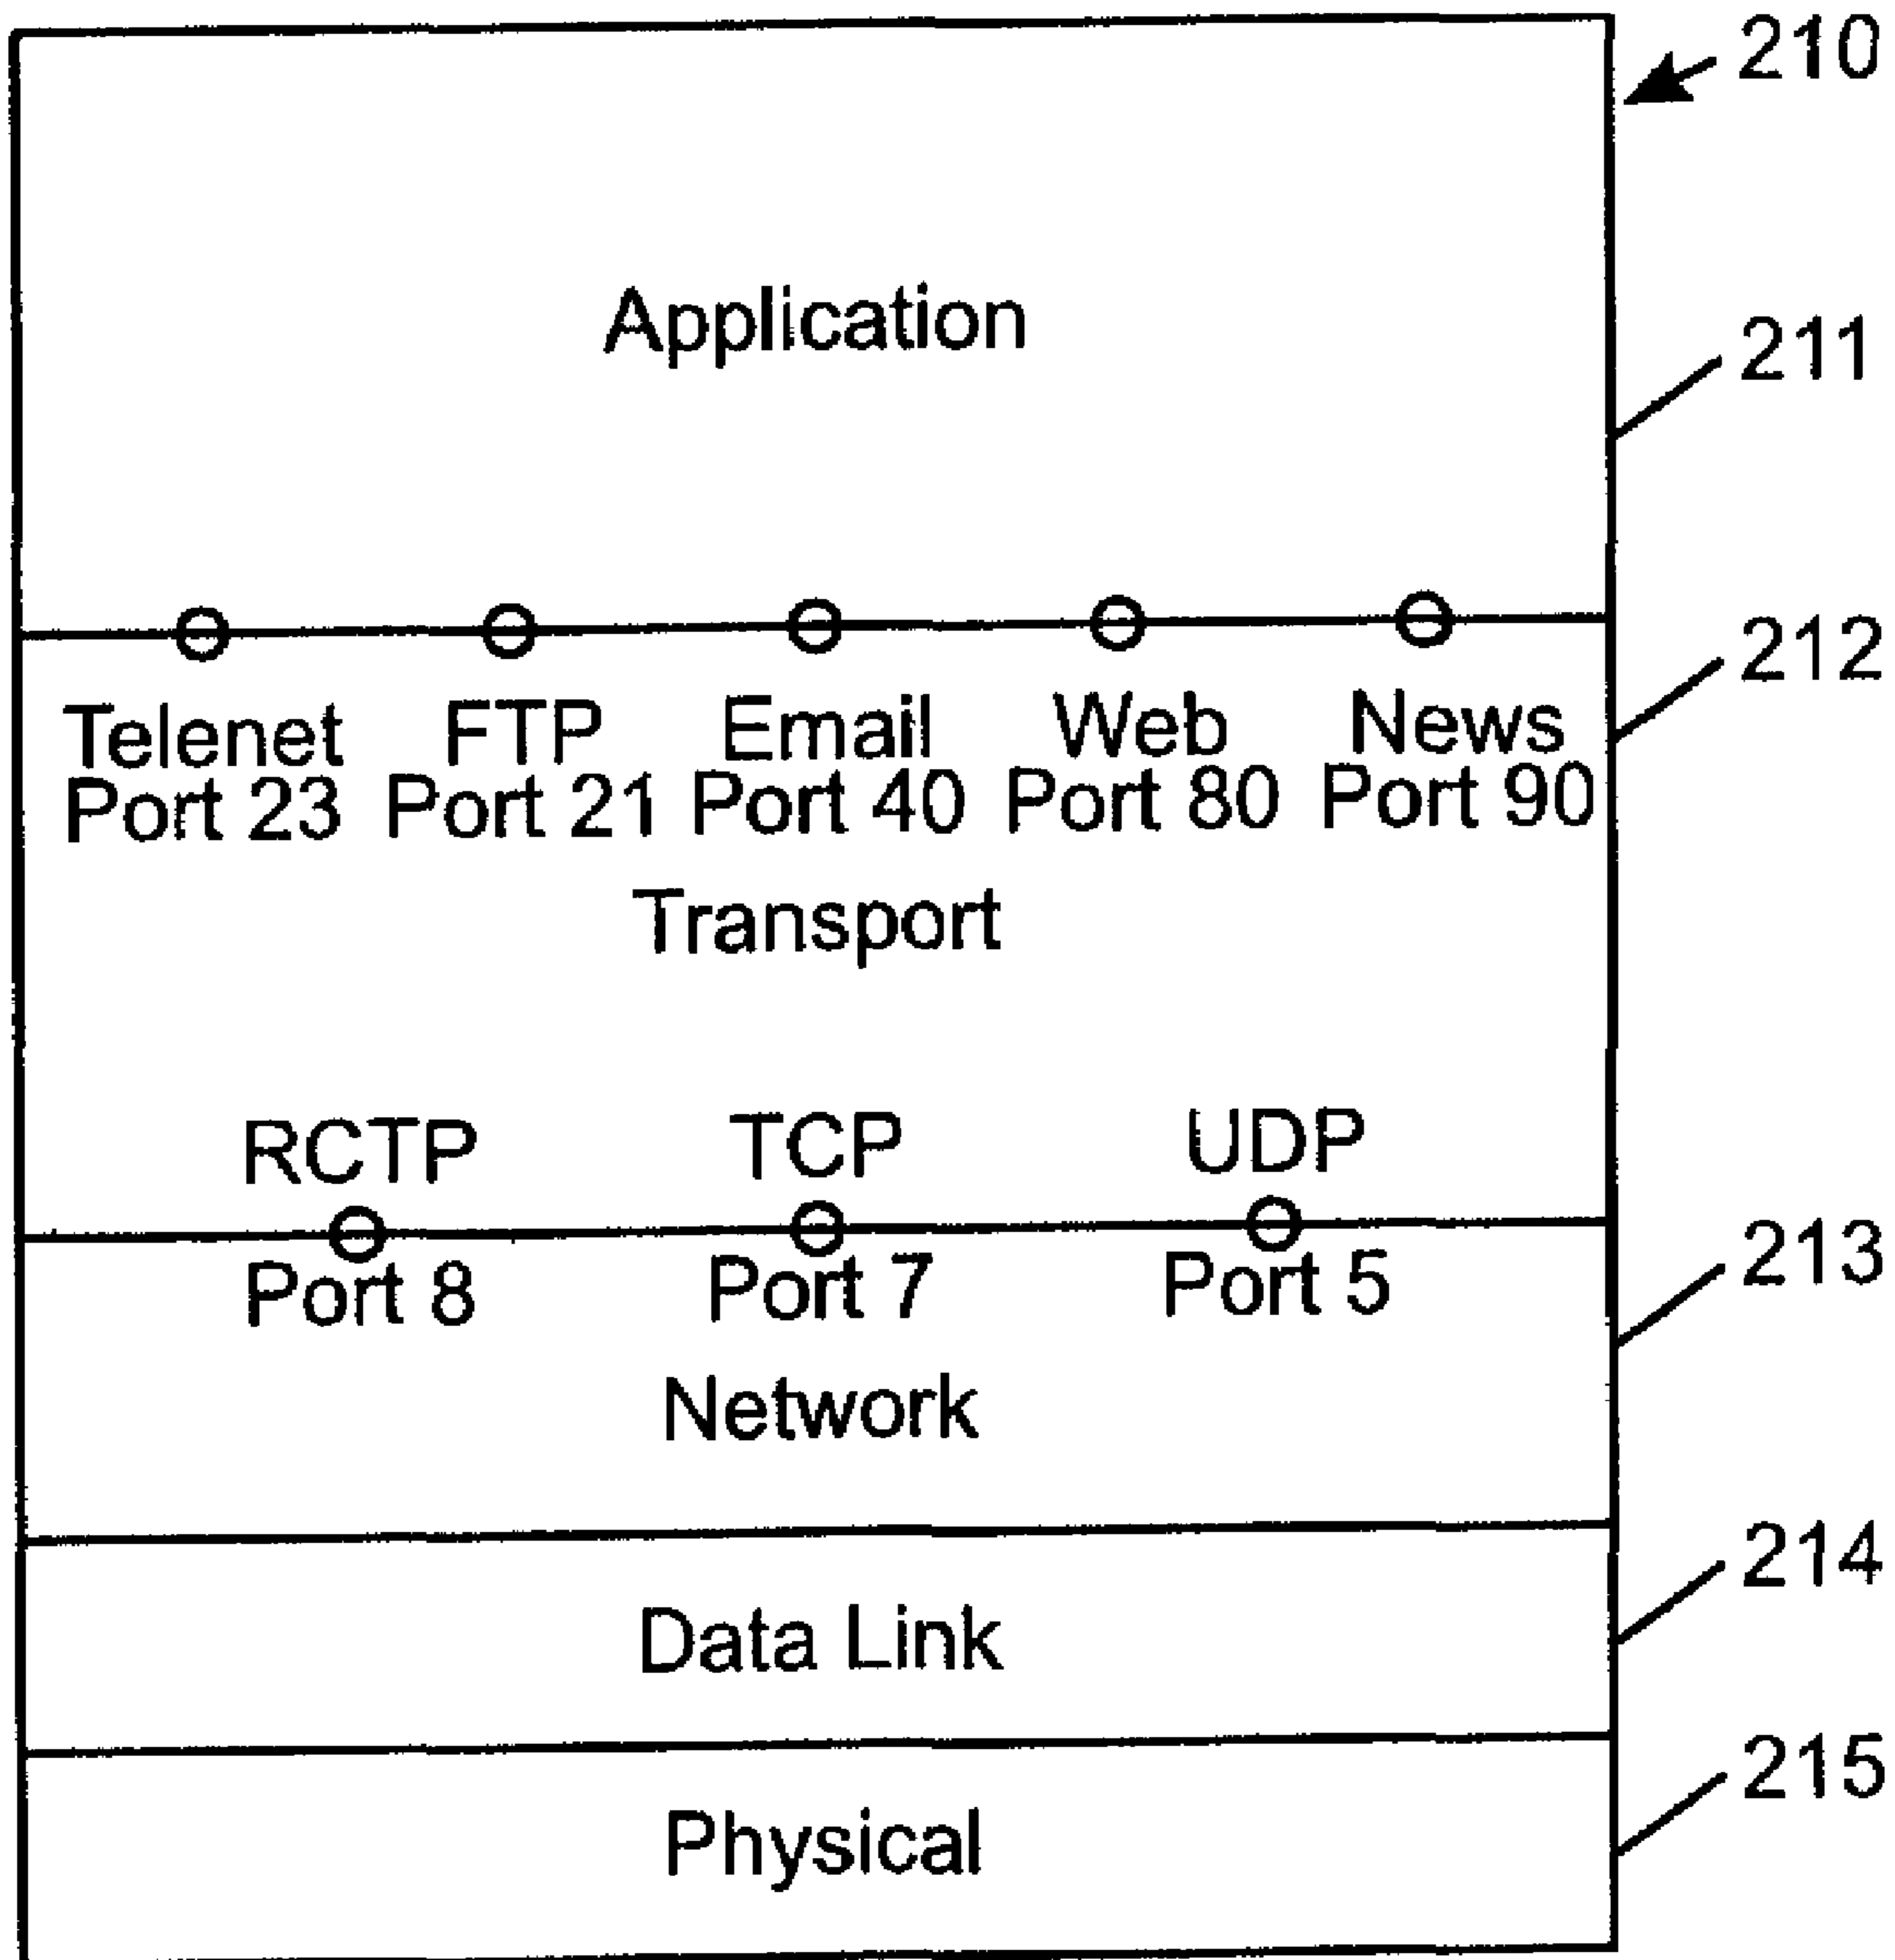 210
Application
211
212
Telenet FTP Email Web News
Port 23 Port 21 Port 40 Port 80 Port 90
Transport
RCTP TCP UDP
213
Port 8 Port 7 Port 5
Network
214
Data Link
215
Physical